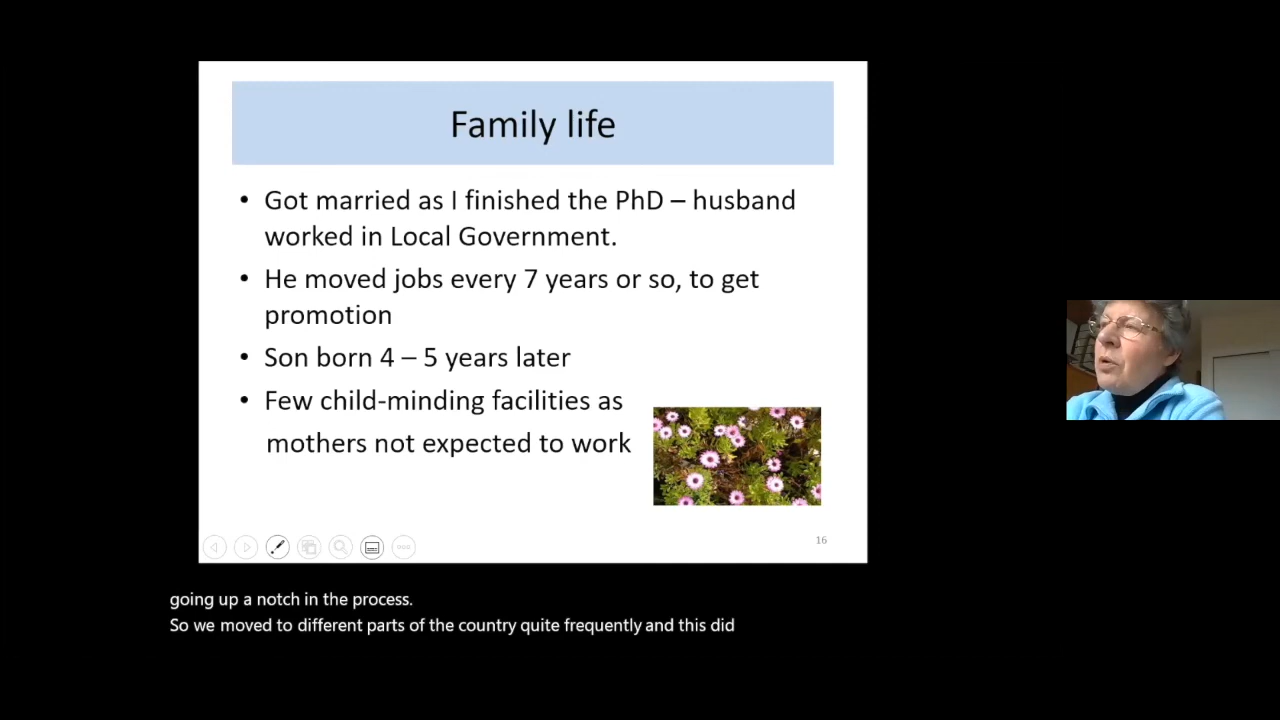 Family life
• Got married as I finished the PhD – husband
worked in Local Government.
• He moved jobs every 7 years or so, to get
promotion
• Son born 4 – 5 years later
• Few child-minding facilities as
mothers not expected to work
16
going up a notch in the process.
So we moved to different parts of the country quite frequently and this did